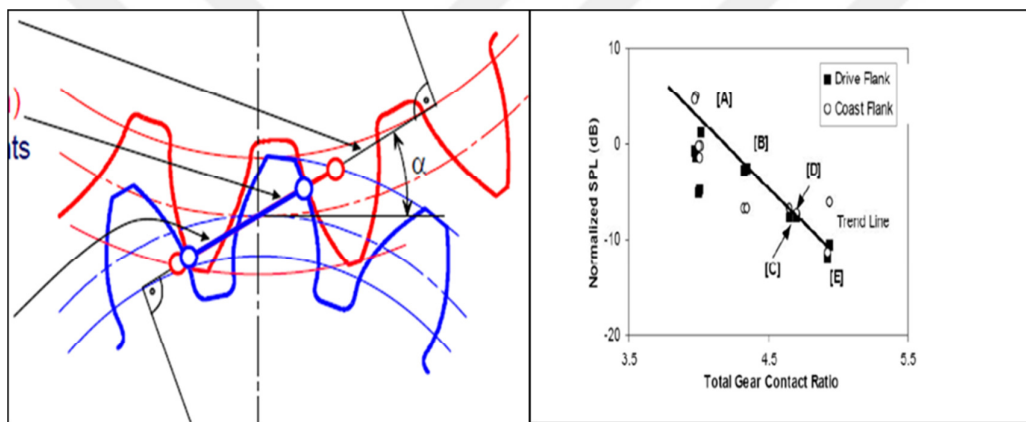 )
ts
α
10
0
-10
-20
Normalized SPL (dB)
3.5
4.5
5.5
Total Gear Contact Ratio
Drive Flank
Coast Flank
[A]
[B]
[D]
[C]
[E]
Trend Line